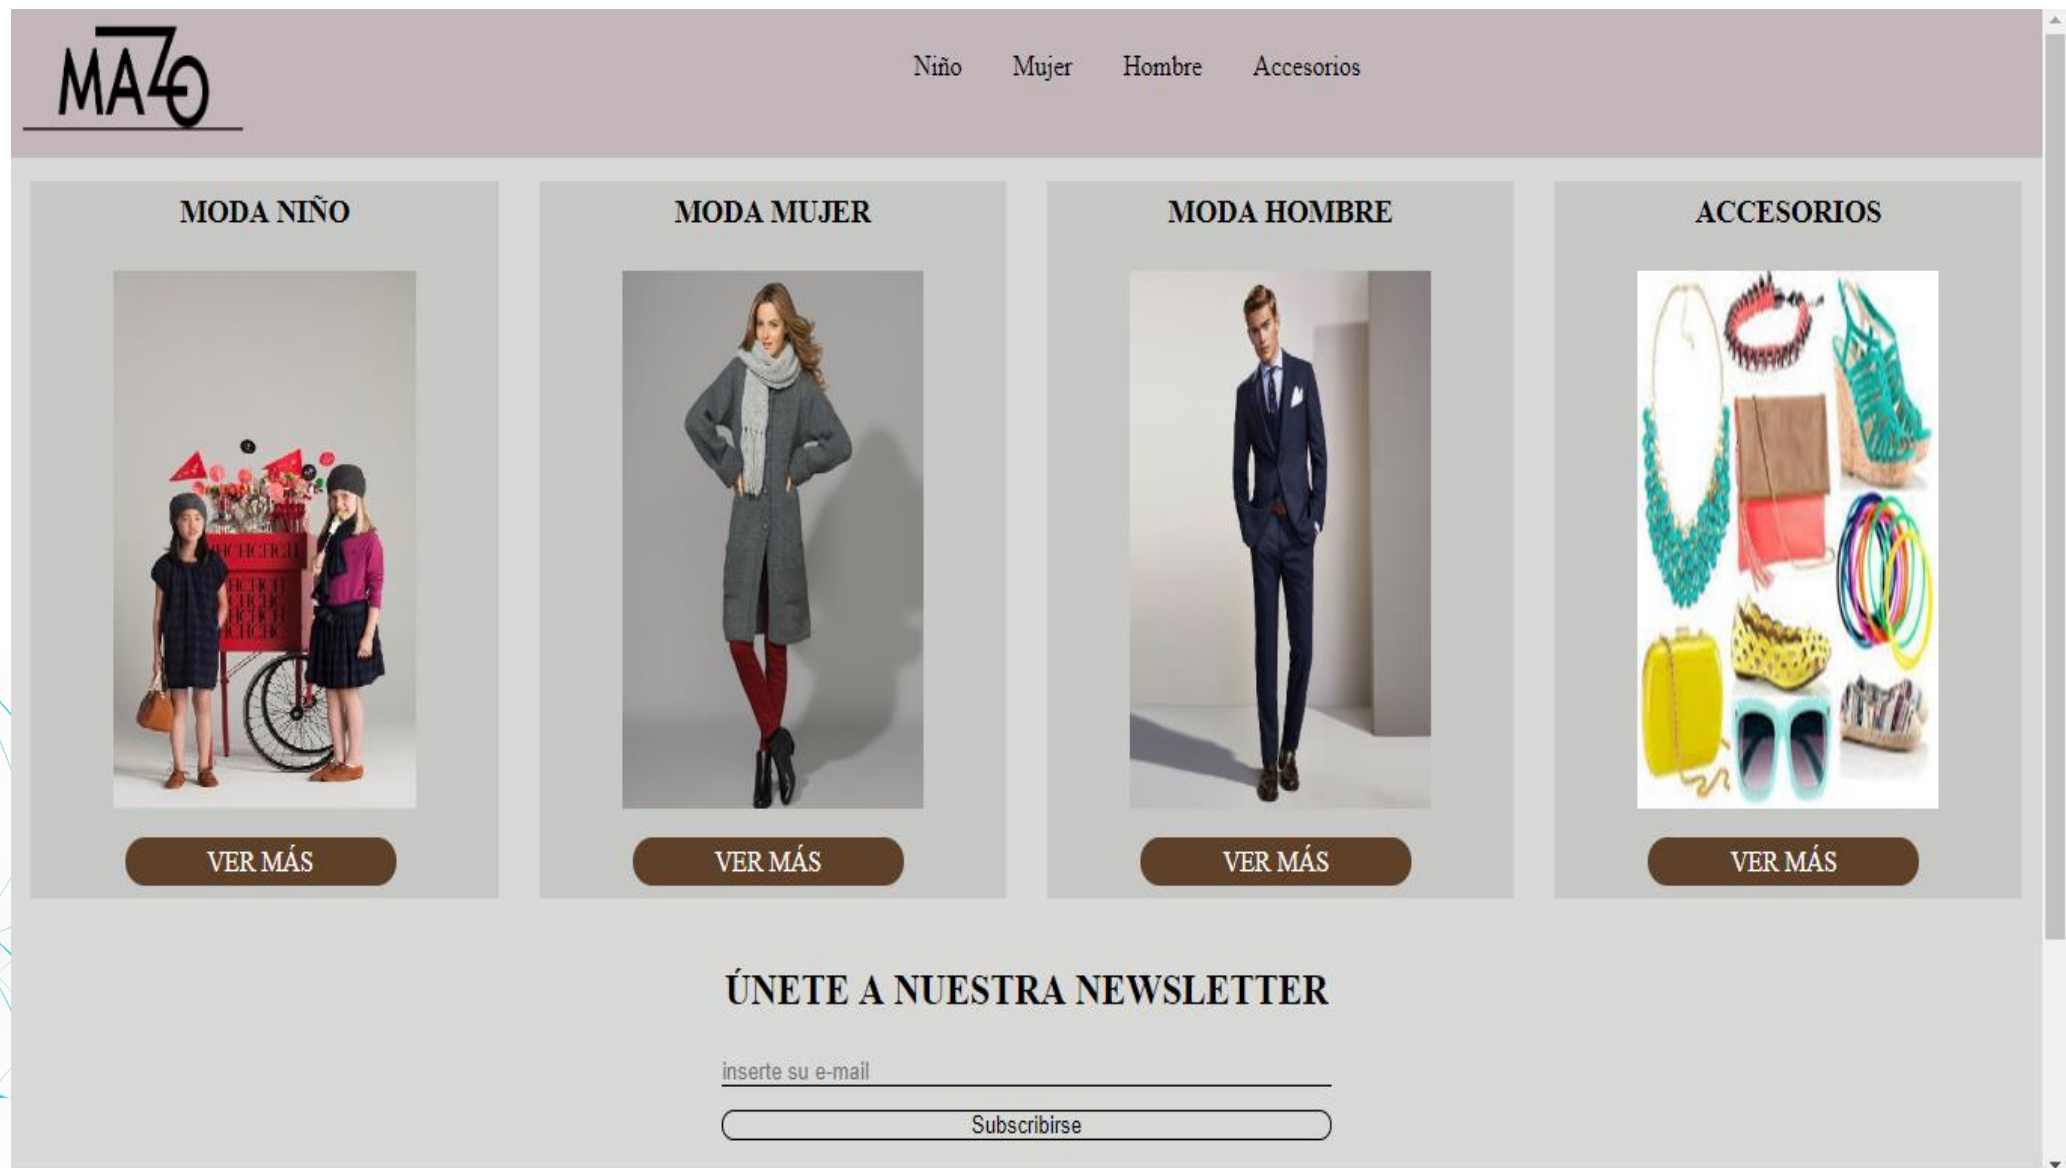 MAZO
Niño Mujer Hombre Accesorios
MODA NIÑO
MODA MUJER
MODA HOMBRE
ACCESORIOS
VER MÁS
VER MÁS
VER MÁS
VER MÁS
ÚNETE A NUESTRA NEWSLETTER
inserte su e-mail
Subscribirse